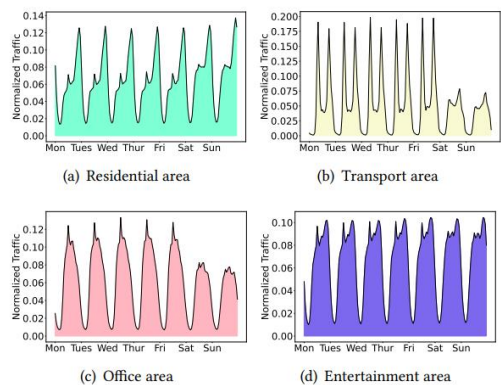 Normalized Traffic
0.14
0.12
0.10
0.08
0.06
0.04
0.02
0.00
Mon Tues Wed Thur Fri Sat Sun
(a) Residential area
Normalized Traffic
0.200
0.175
0.150
0.125
0.100
0.075
0.050
0.025
0.000
Mon Tues Wed Thur Fri Sat Sun
(b) Transport area
Normalized Traffic
0.12
0.10
0.08
0.06
0.04
0.02
0.00
Mon Tues Wed Thur Fri Sat Sun
(c) Office area
Normalized Traffic
0.10
0.08
0.06
0.04
0.02
0.00
Mon Tues Wed Thur Fri Sat Sun
(d) Entertainment area